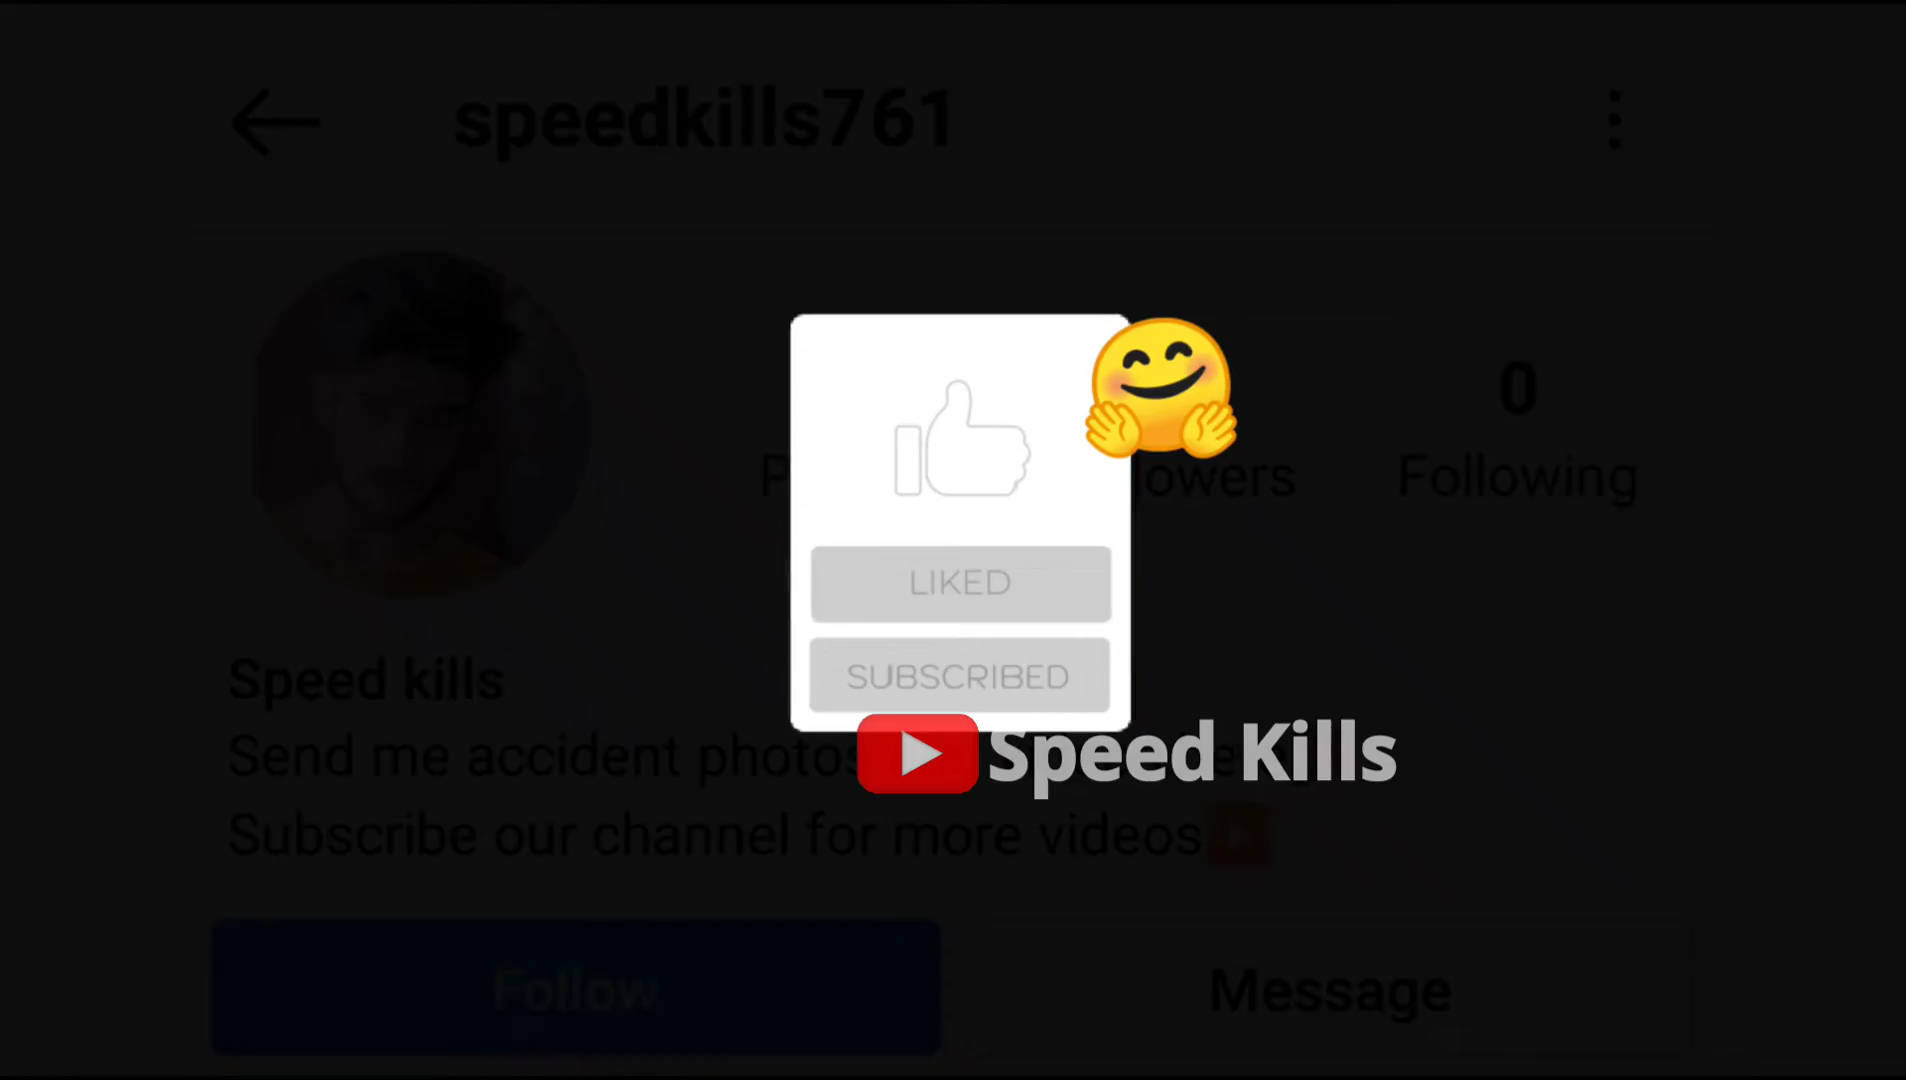 speedkills761
0
Following
LIKED
SUBSCRIBED
Speed kills
Send me accident photos
Speed Kills
Subscribe our channel for more videos
Follow
Message